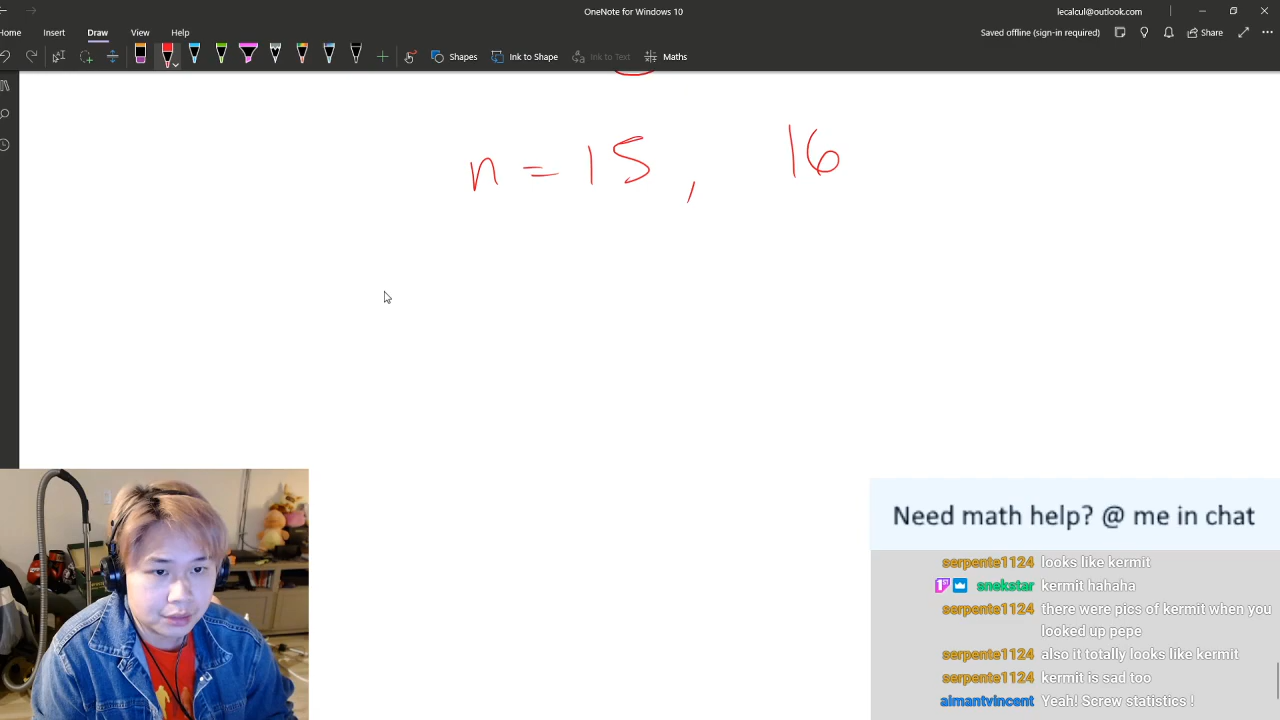 OneNote for Windows 10
lecalcul@outlook.com
Home Insert Draw View Help
Saved offline (sign-in required)
Share
Shapes
Ink to Shape
Ink to Text
Maths
n = 15 , 16
Need math help? @ me in chat
serpente1124 looks like kermit
snekstar kermit hahaha
serpente1124 there were pics of kermit when you
looked up pepe
serpente1124 also it totally looks like kermit
serpente1124 kermit is sad too
aimantvincent Yeah! Screw statistics !